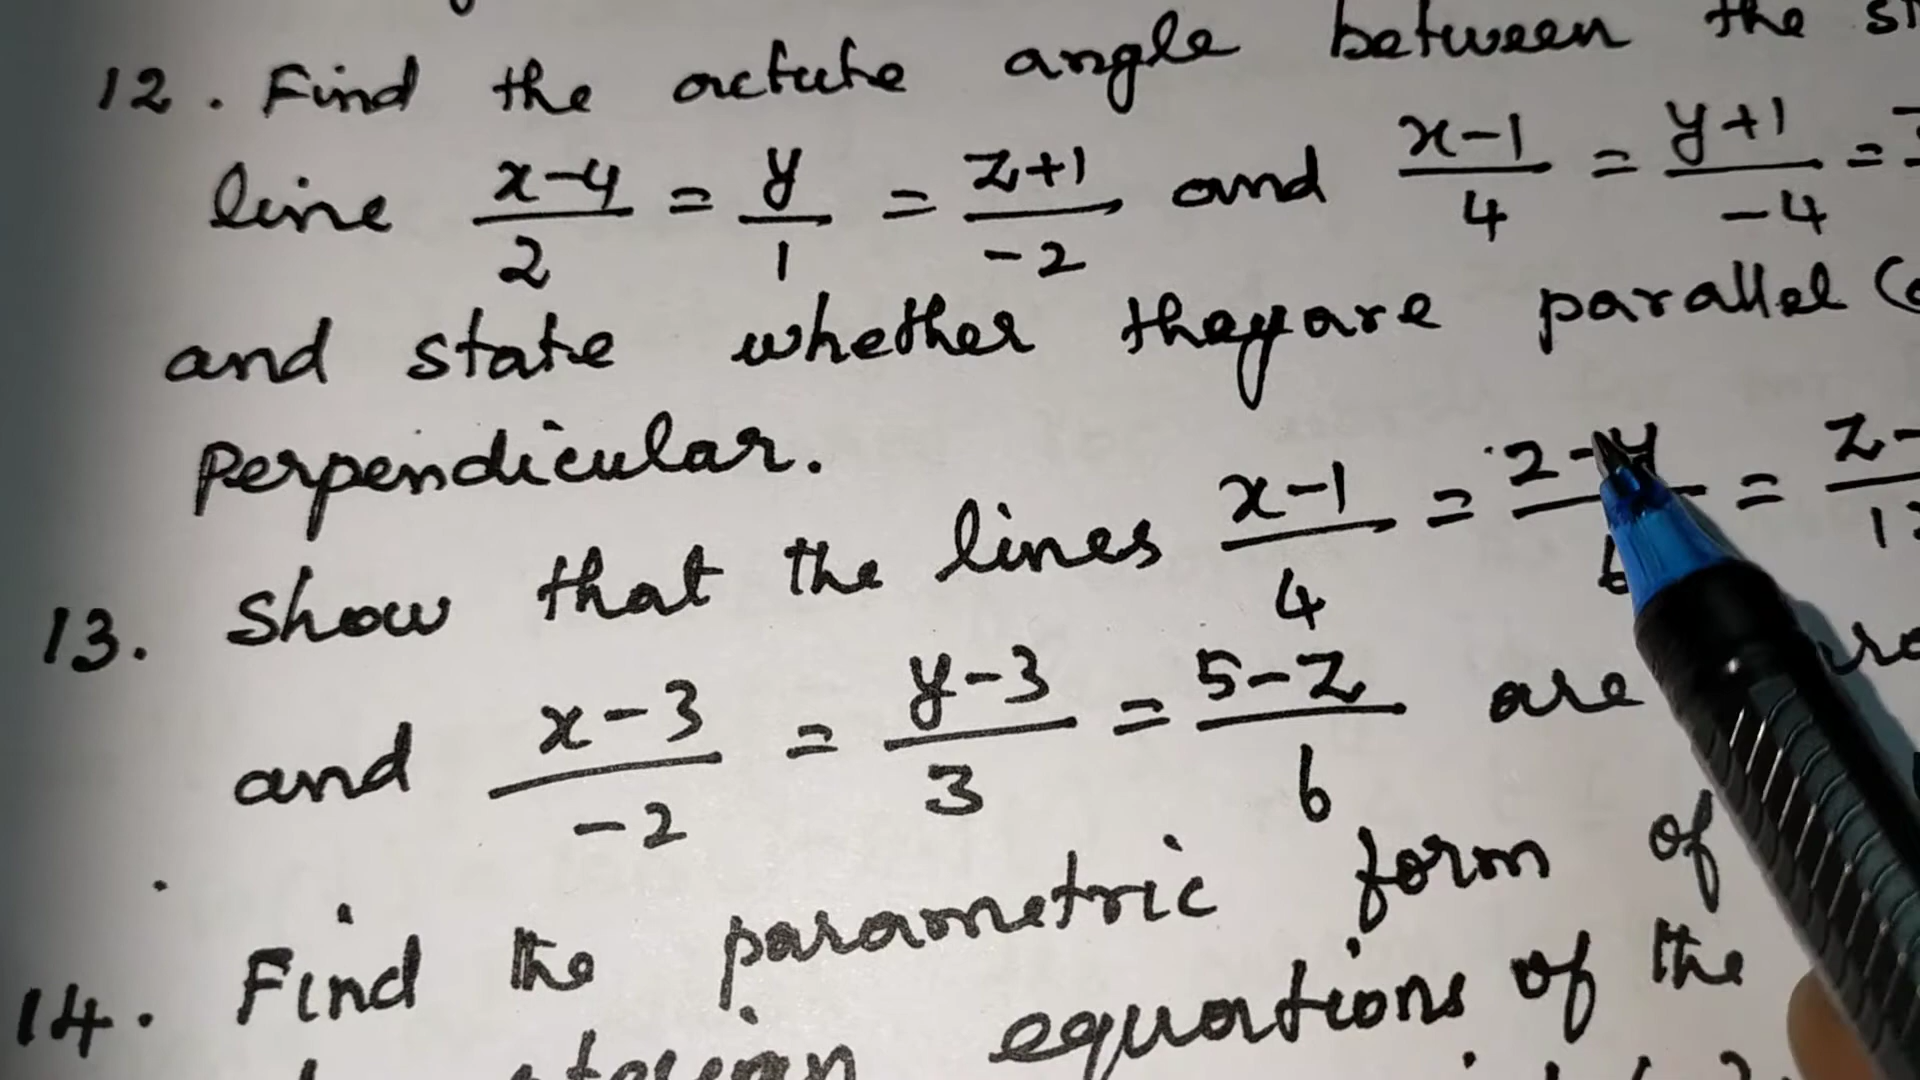 12. Find the actute angle between the
line x-4/2 = y/1 = z+1/-2 and x-1/4 = y+1/-4 =
and state whether they are parallel
perpendicular.
13. Show that the lines x-1/4 = 2-y/6 =
and x-3/-2 = y-3/3 = 5-z/6 are
14. Find the parametric form of
equations of the